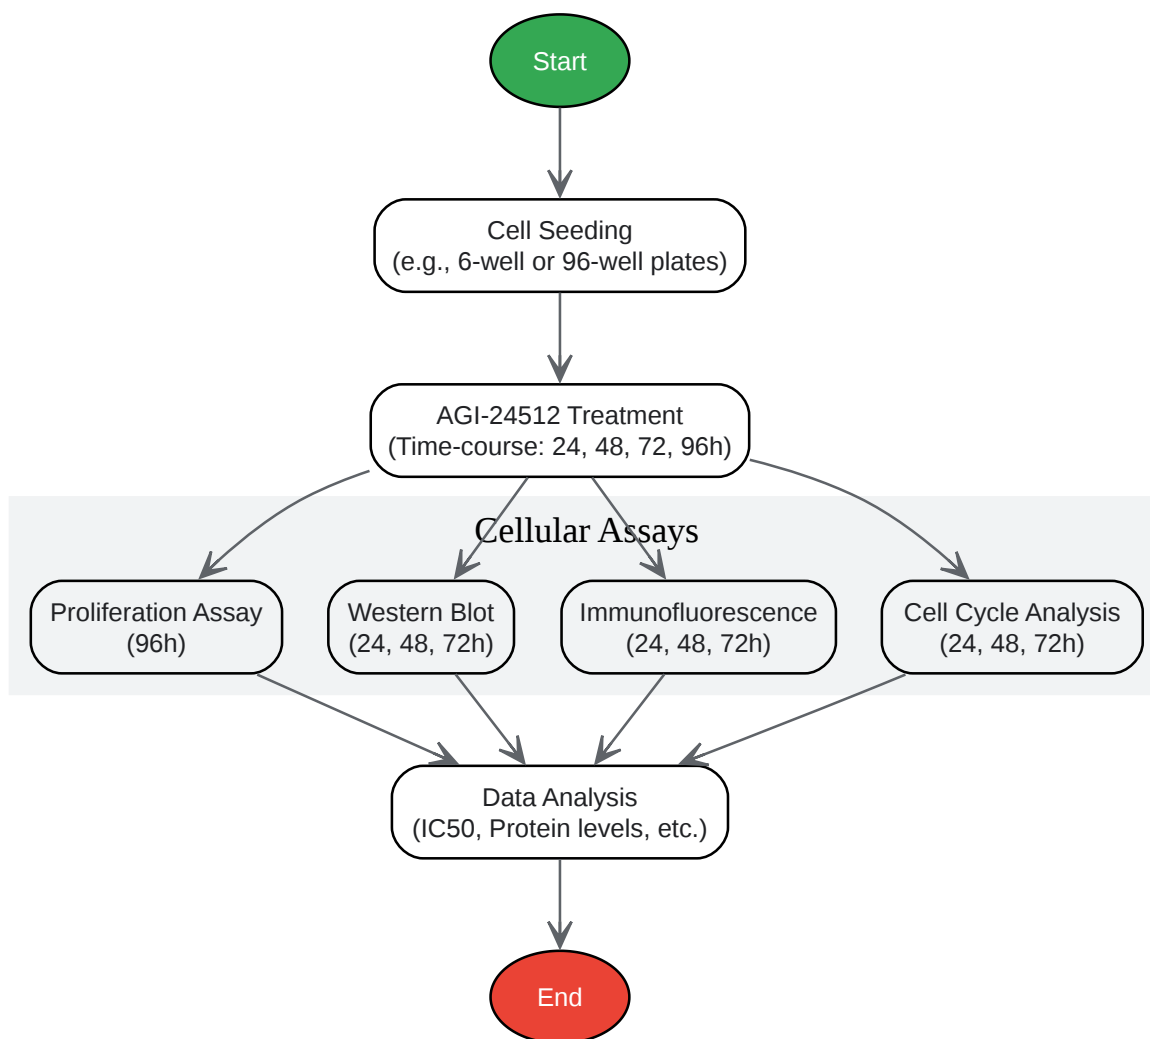 Start
Cell Seeding
(e.g., 6-well or 96-well plates)
AGI-24512 Treatment
(Time-course: 24, 48, 72, 96h)
Cellular Assays
Proliferation Assay
(96h)
Western Blot
(24, 48, 72h)
Immunofluorescence
(24, 48, 72h)
Cell Cycle Analysis
(24, 48, 72h)
Data Analysis
(IC50, Protein levels, etc.)
End